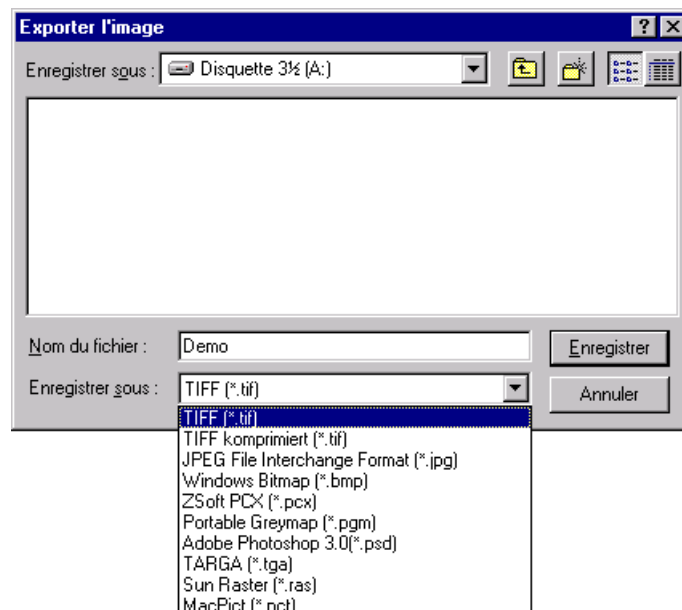 Exporter l'image
Enregistrer sous : Disquette 3½ (A:)
Nom du fichier : Demo
Enregistrer
Enregistrer sous : TIFF (*.tif)
Annuler
TIFF (*.tif)
TIFF komprimiert (*.tif)
JPEG File Interchange Format (*.jpg)
Windows Bitmap (*.bmp)
ZSoft PCX (*.pcx)
Portable Greymap (*.pgm)
Adobe Photoshop 3.0(*.psd)
TARGA (*.tga)
Sun Raster (*.ras)
MacPict (*.pct)